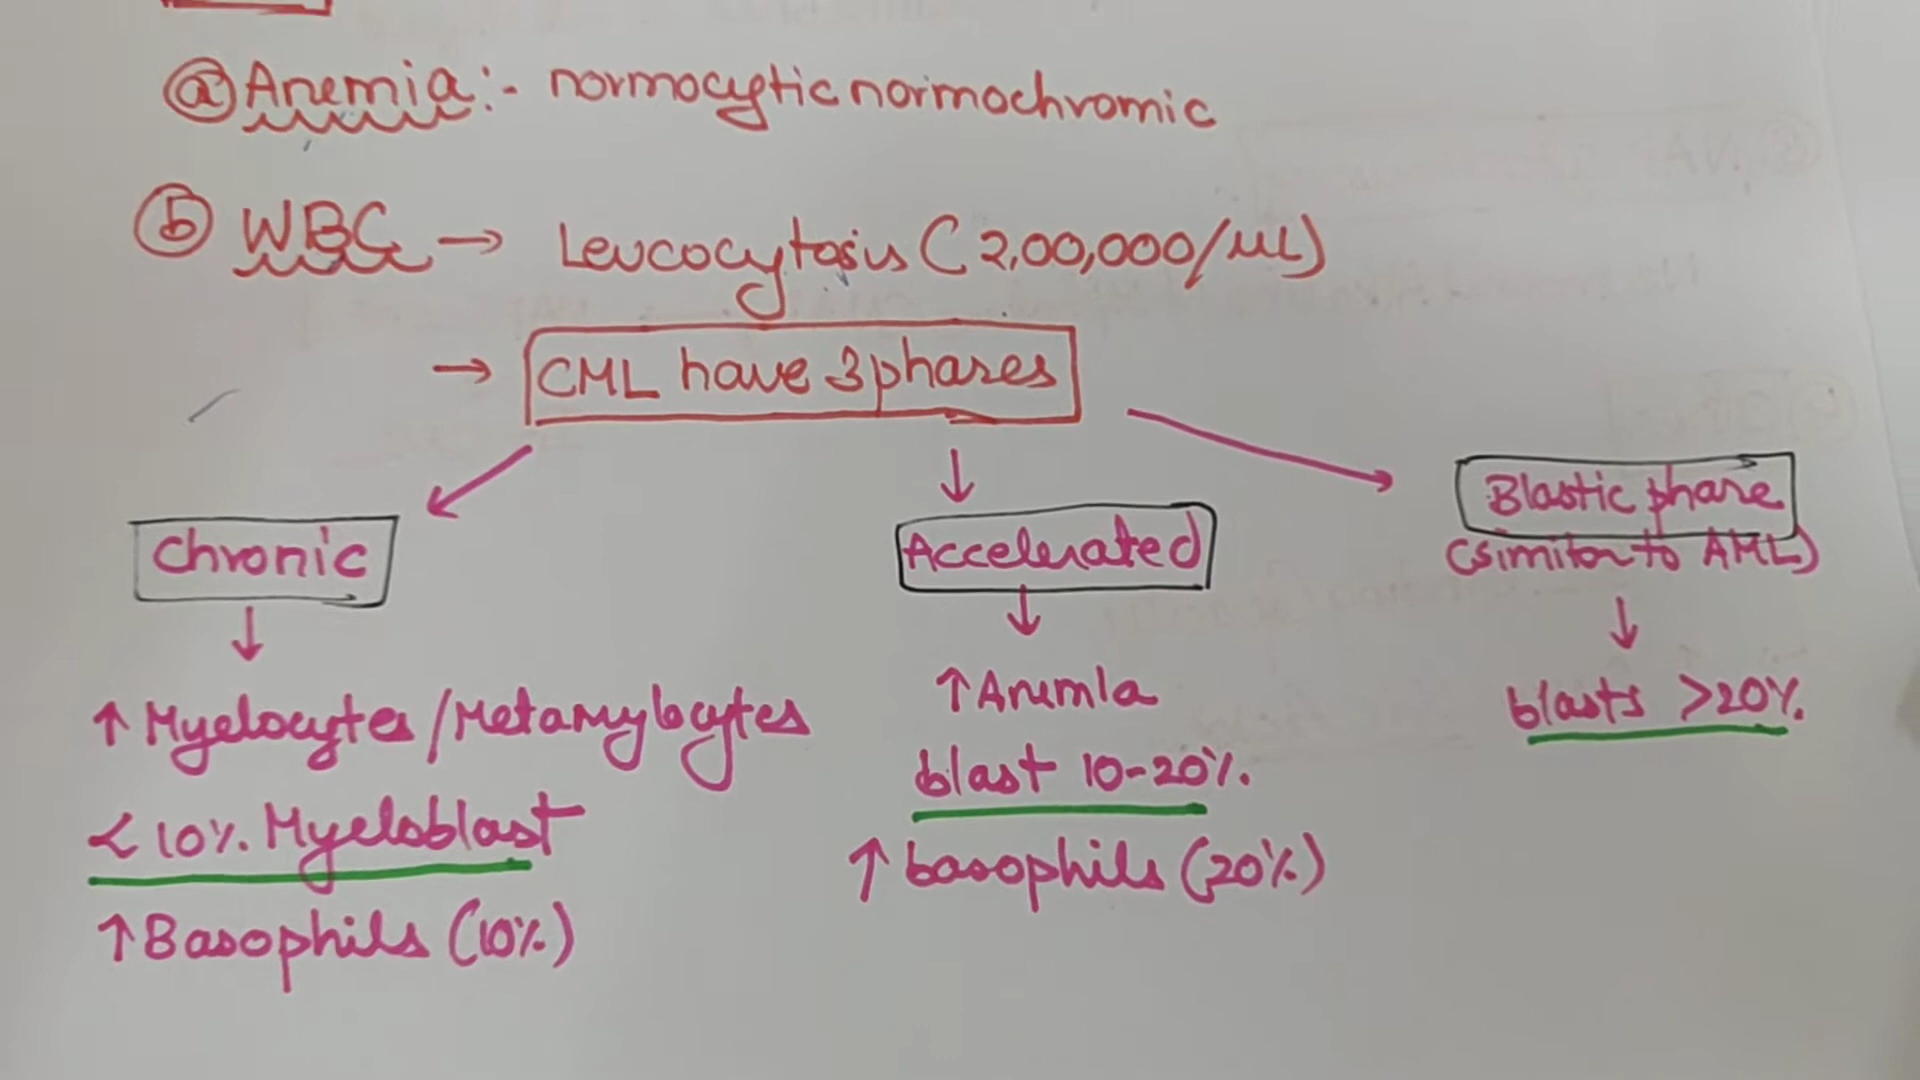 ⓐ Anemia :- normocytic normochromic
ⓑ WBC → Leucocytosis (2,00,000/µL)
→ CML have 3 phases
Chronic
↓
↑ Myelocytes/Metamylocytes
< 10% Myeloblast
↑ Basophils (10%)
Accelerated
↓
↑ Anemia
blast 10-20%.
↑ basophils (20%)
Blastic phase
(similar to AML)
↓
blasts >20%.